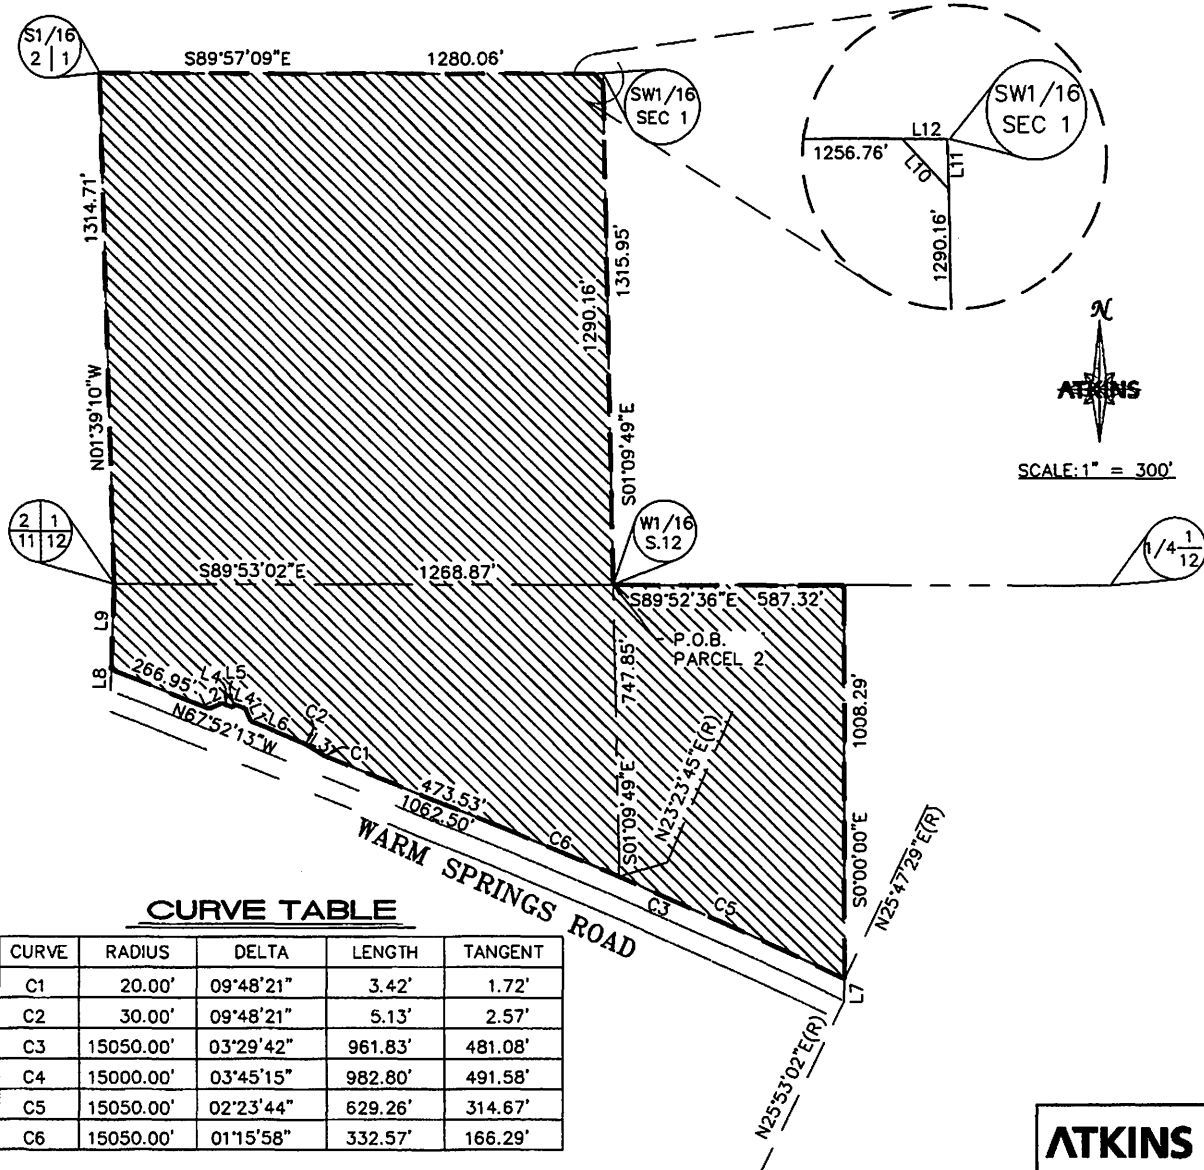 S1/16
2 | 1
S89°57'09"E 1280.06'
SW1/16
SEC 1
SW1/16
SEC 1
L12
1256.76'
L10
L11
1290.16'
1314.71'
N01°39'10"W
1315.95'
1290.16'
S01°09'49"E
N
ATKINS
SCALE: 1" = 300'
2 1
11 12
W1/16
S.12
1/4 1
12
S89°53'02"E 1268.87'
S89°52'36"E 587.32'
P.O.B.
PARCEL 2
L9
L8
266.95'
L4 L5
2
L4
L6
C2
L3
C1
N67°52'13"W
747.85'
S01°09'49"E
N23°23'45"E(R)
1008.29'
S0°00'00"E
N25°47'29"E(R)
473.53'
1062.50'
C6
C3
C5
L7
WARM SPRINGS ROAD
N25°53'02"E(R)
CURVE TABLE
CURVE RADIUS DELTA LENGTH TANGENT
C1 20.00' 09°48'21" 3.42' 1.72'
C2 30.00' 09°48'21" 5.13' 2.57'
C3 15050.00' 03°29'42" 961.83' 481.08'
C4 15000.00' 03°45'15" 982.80' 491.58'
C5 15050.00' 02°23'44" 629.26' 314.67'
C6 15050.00' 01°15'58" 332.57' 166.29'
ATKINS